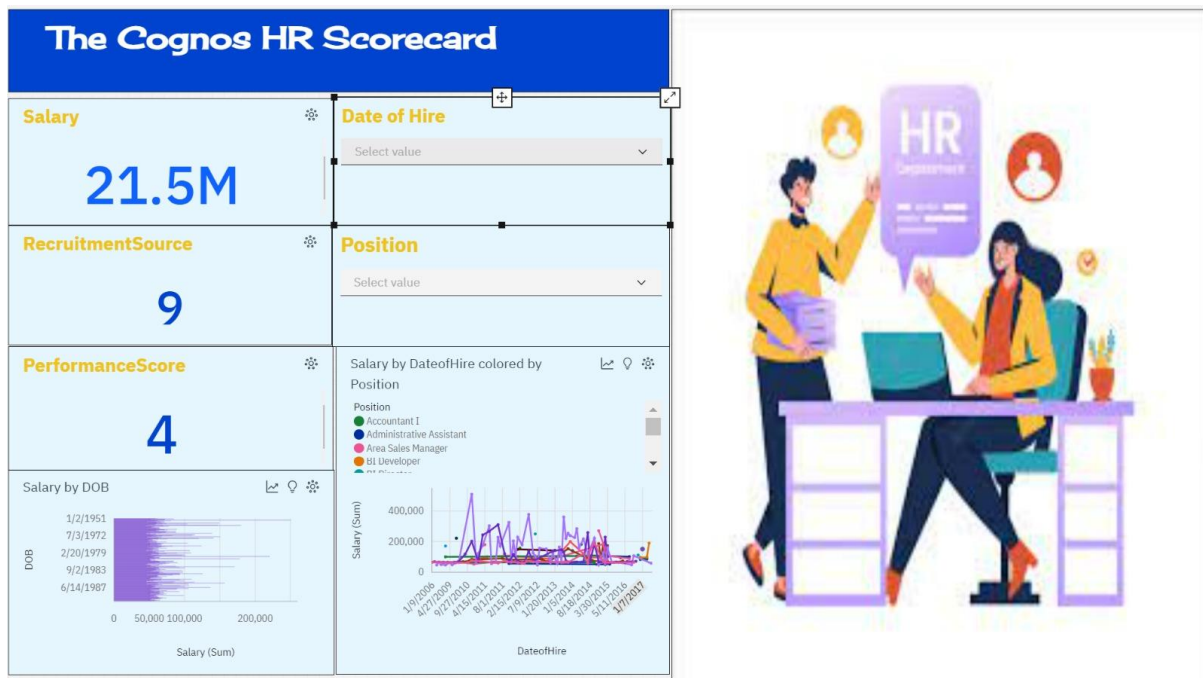 The Cognos HR Scorecard
Salary
21.5M
Date of Hire
Select value
RecruitmentSource
9
Position
Select value
PerformanceScore
4
Salary by DateofHire colored by
Position
Position
Accountant I
Administrative Assistant
Area Sales Manager
BI Developer
BI Director
Salary (Sum)
400,000
200,000
0
1/9/2006
4/27/2009
9/27/2010
4/15/2011
8/1/2011
2/15/2012
7/9/2012
1/20/2013
1/5/2014
8/18/2014
3/30/2015
5/11/2016
1/7/2017
DateofHire
Salary by DOB
DOB
1/2/1951
7/3/1972
2/20/1979
9/2/1983
6/14/1987
0 50,000 100,000 200,000
Salary (Sum)
HR
Department